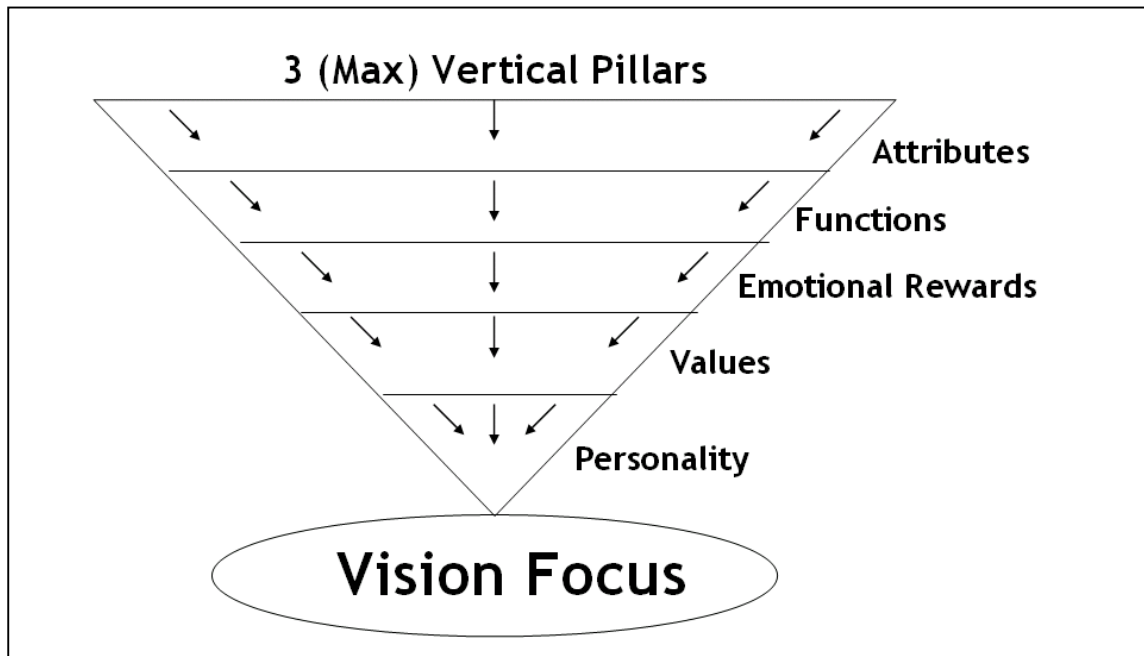 3 (Max) Vertical Pillars
Attributes
Functions
Emotional Rewards
Values
Personality
Vision Focus